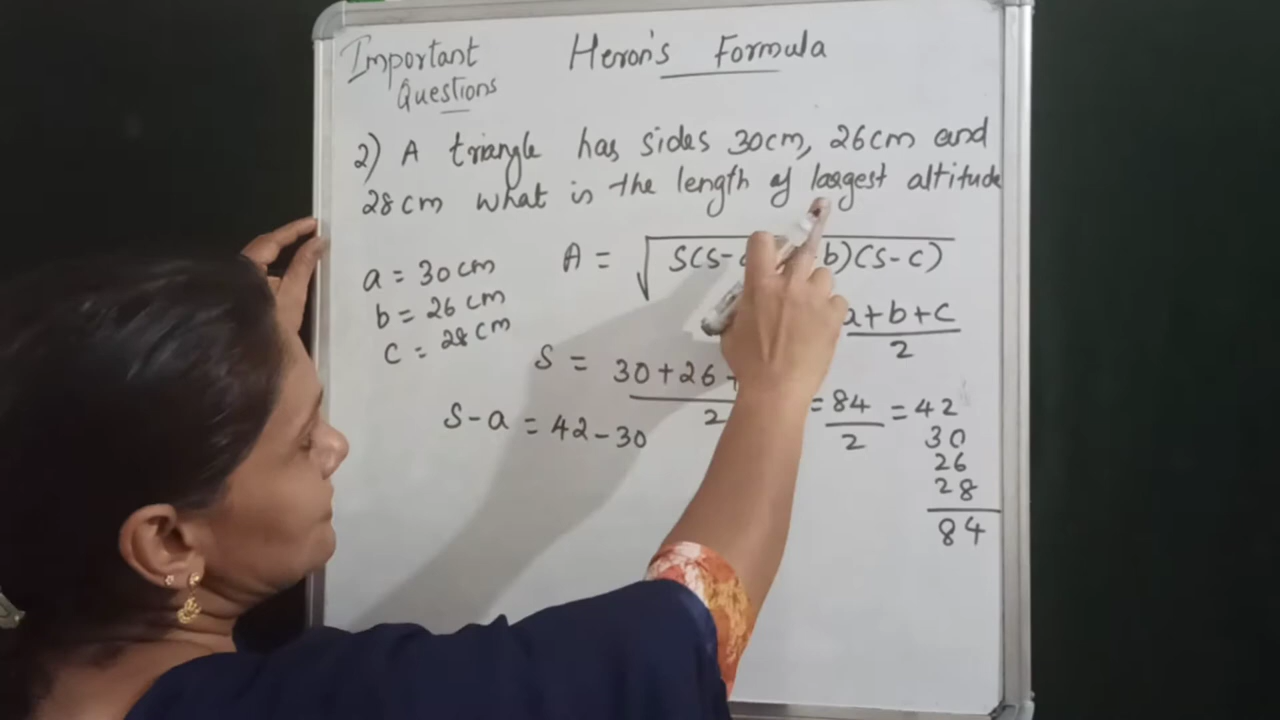 Important Heron's Formula
Questions
2) A triangle has sides 30cm, 26cm and
28cm what is the length of largest altitude
a = 30cm
b = 26 cm
c = 28 cm
A = √S(S- b)(S-c)
a+b+c
2
S = 30+26+
2
= 84
2
= 42
S-a = 42-30
30
26
28
84